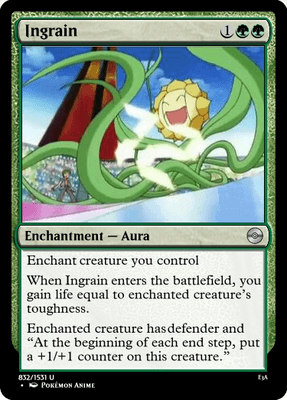 Ingrain 1
Enchantment — Aura
Enchant creature you control
When Ingrain enters the battlefield, you
gain life equal to enchanted creature's
toughness.
Enchanted creature has defender and
“At the beginning of each end step, put
a +1/+1 counter on this creature.”
832/1531 U
E3A
• Pokémon Anime